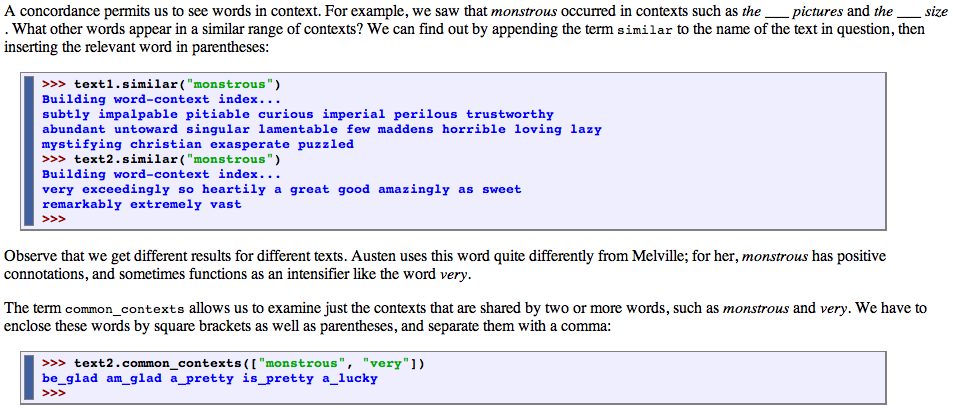 A concordance permits us to see words in context. For example, we saw that monstrous occurred in contexts such as the ___ pictures and the ___ size
. What other words appear in a similar range of contexts? We can find out by appending the term similar to the name of the text in question, then
inserting the relevant word in parentheses:
>>> text1.similar("monstrous")
Building word-context index...
subtly impalpable pitiable curious imperial perilous trustworthy
abundant untoward singular lamentable few maddens horrible loving lazy
mystifying christian exasperate puzzled
>>> text2.similar("monstrous")
Building word-context index...
very exceedingly so heartily a great good amazingly as sweet
remarkably extremely vast
>>>
Observe that we get different results for different texts. Austen uses this word quite differently from Melville; for her, monstrous has positive
connotations, and sometimes functions as an intensifier like the word very.
The term common_contexts allows us to examine just the contexts that are shared by two or more words, such as monstrous and very. We have to
enclose these words by square brackets as well as parentheses, and separate them with a comma:
>>> text2.common_contexts(["monstrous", "very"])
be_glad am_glad a_pretty is_pretty a_lucky
>>>